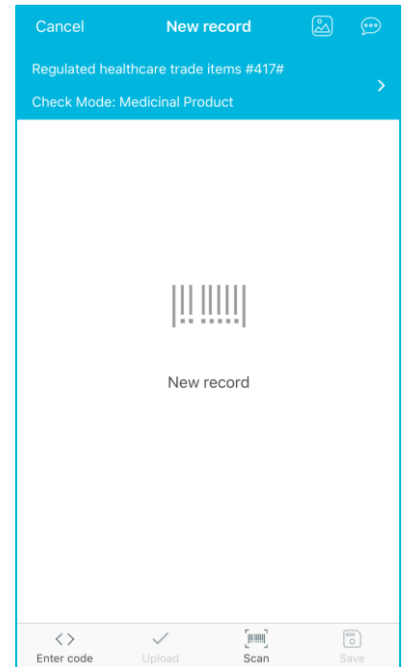 Cancel New record
Regulated healthcare trade items #417#
Check Mode: Medicinal Product
New record
Enter code Upload Scan Save